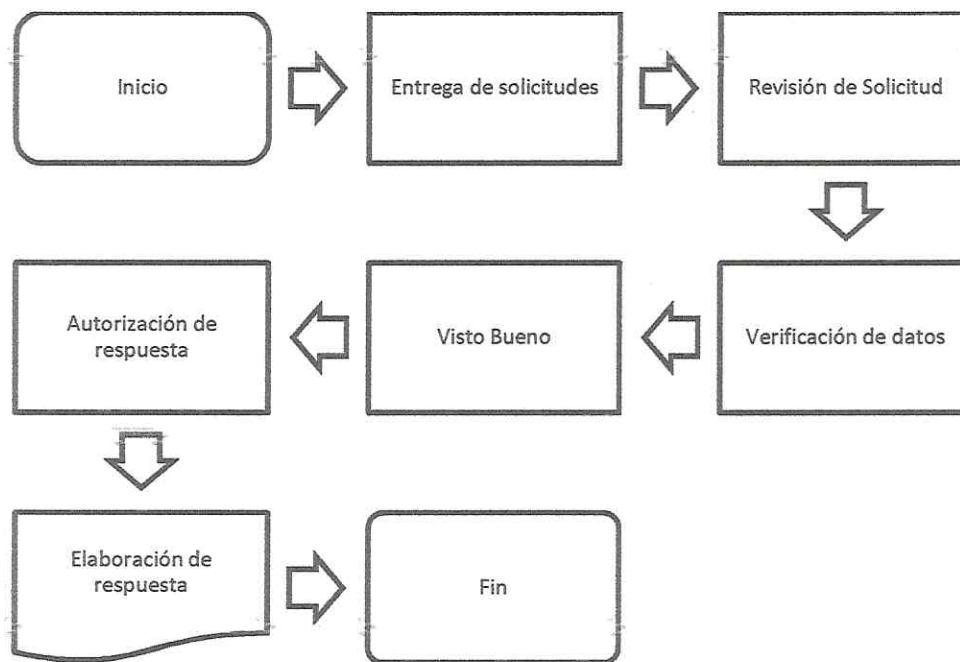 Inicio
Entrega de solicitudes
Revisión de Solicitud
Verificación de datos
Visto Bueno
Autorización de
respuesta
Elaboración de
respuesta
Fin